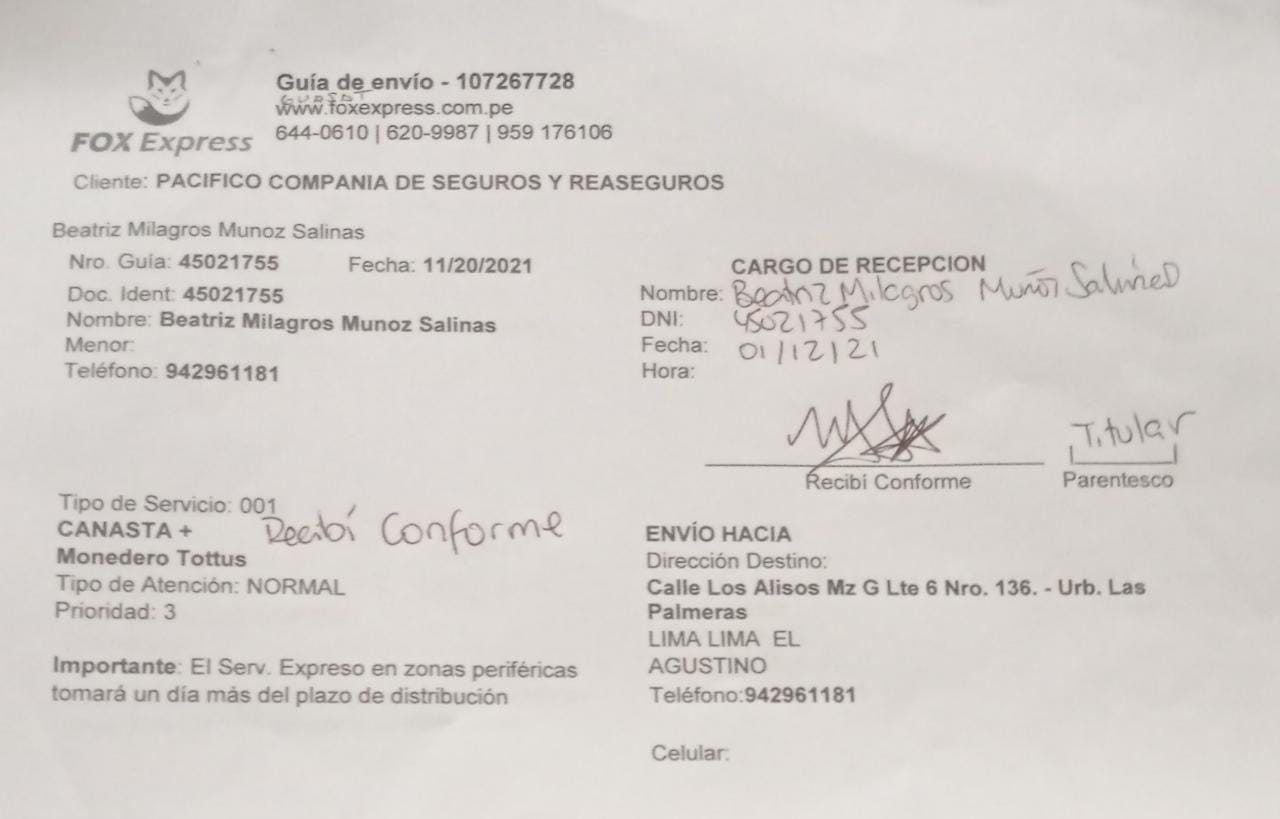 Guía de envío - 107267728
www.foxexpress.com.pe
644-0610 | 620-9987 | 959 176106
FOX Express
Cliente: PACIFICO COMPANIA DE SEGUROS Y REASEGUROS
Beatriz Milagros Munoz Salinas
Nro. Guía: 45021755 Fecha: 11/20/2021
Doc. Ident: 45021755
Nombre: Beatriz Milagros Munoz Salinas
Menor:
Teléfono: 942961181
CARGO DE RECEPCION
Nombre: Beatriz Milagros Muñoz Salinas
DNI: 45021755
Fecha: 01/12/21
Hora:
Titular
Recibí Conforme Parentesco
Tipo de Servicio: 001
CANASTA + Recibí Conforme
Monedero Tottus
Tipo de Atención: NORMAL
Prioridad: 3
Importante: El Serv. Expreso en zonas periféricas
tomará un día más del plazo de distribución
ENVÍO HACIA
Dirección Destino:
Calle Los Alisos Mz G Lte 6 Nro. 136. - Urb. Las
Palmeras
LIMA LIMA EL
AGUSTINO
Teléfono:942961181
Celular: